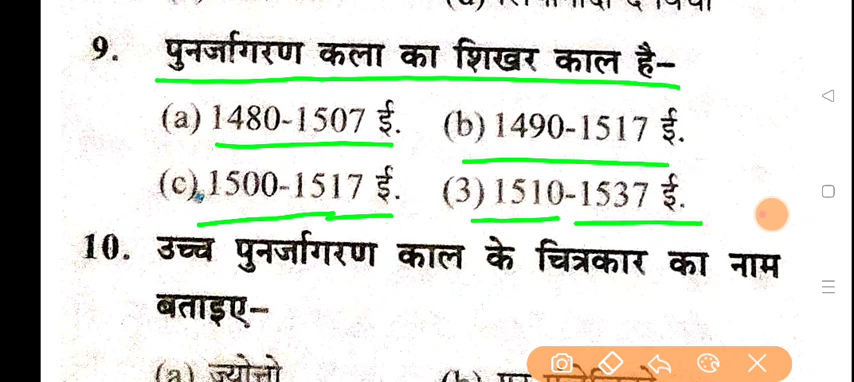 9. पुनर्जागरण कला का शिखर काल है–
(a) 1480-1507 ई. (b) 1490-1517 ई.
(c) 1500-1517 ई. (3) 1510-1537 ई.
10. उच्च पुनर्जागरण काल के चित्रकार का नाम
बताइए–
(a) ज्योत्तो